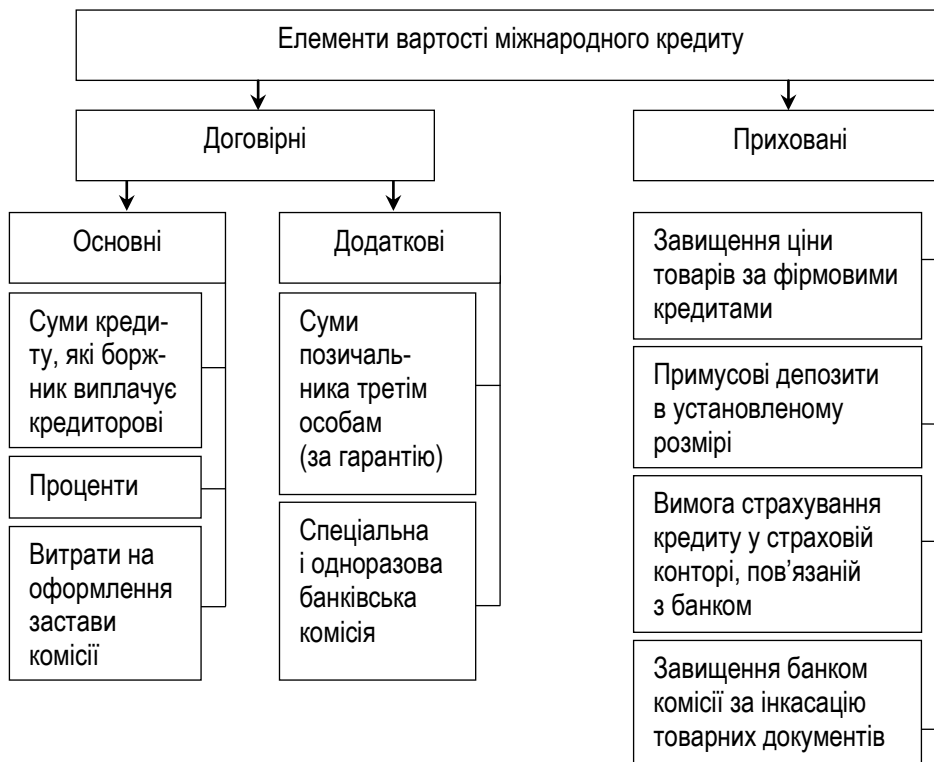 Елементи вартості міжнародного кредиту
Договірні
Приховані
Основні
Додаткові
Суми креди-
ту, які борж-
ник виплачує
кредиторові
Проценти
Витрати на
оформлення
застави
комісії
Суми
позичаль-
ника третім
особам
(за гарантію)
Спеціальна
і одноразова
банківська
комісія
Завищення ціни
товарів за фірмовими
кредитами
Примусові депозити
в установленому
розмірі
Вимога страхування
кредиту у страховій
конторі, пов’язаній
з банком
Завищення банком
комісії за інкасацію
товарних документів